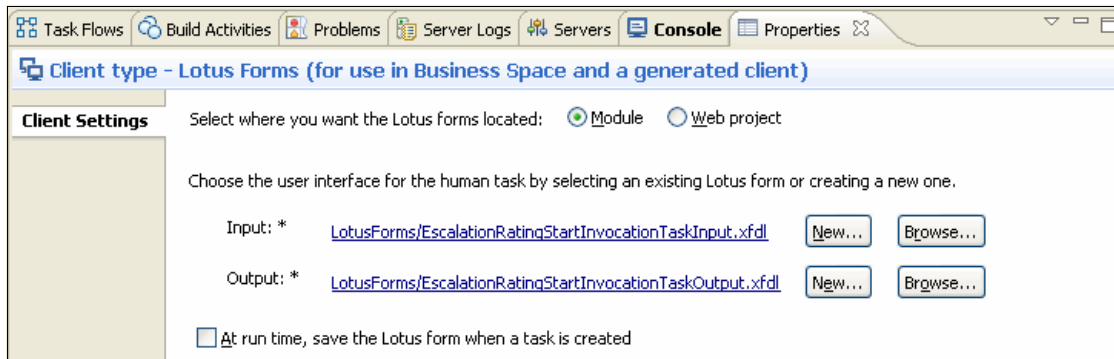 Task Flows Build Activities Problems Server Logs Servers Console Properties
Client type - Lotus Forms (for use in Business Space and a generated client)
Client Settings
Select where you want the Lotus forms located: Module Web project
Choose the user interface for the human task by selecting an existing Lotus form or creating a new one.
Input: * LotusForms/EscalationRatingStartInvocationTaskInput.xfdl New... Browse...
Output: * LotusForms/EscalationRatingStartInvocationTaskOutput.xfdl New... Browse...
At run time, save the Lotus form when a task is created